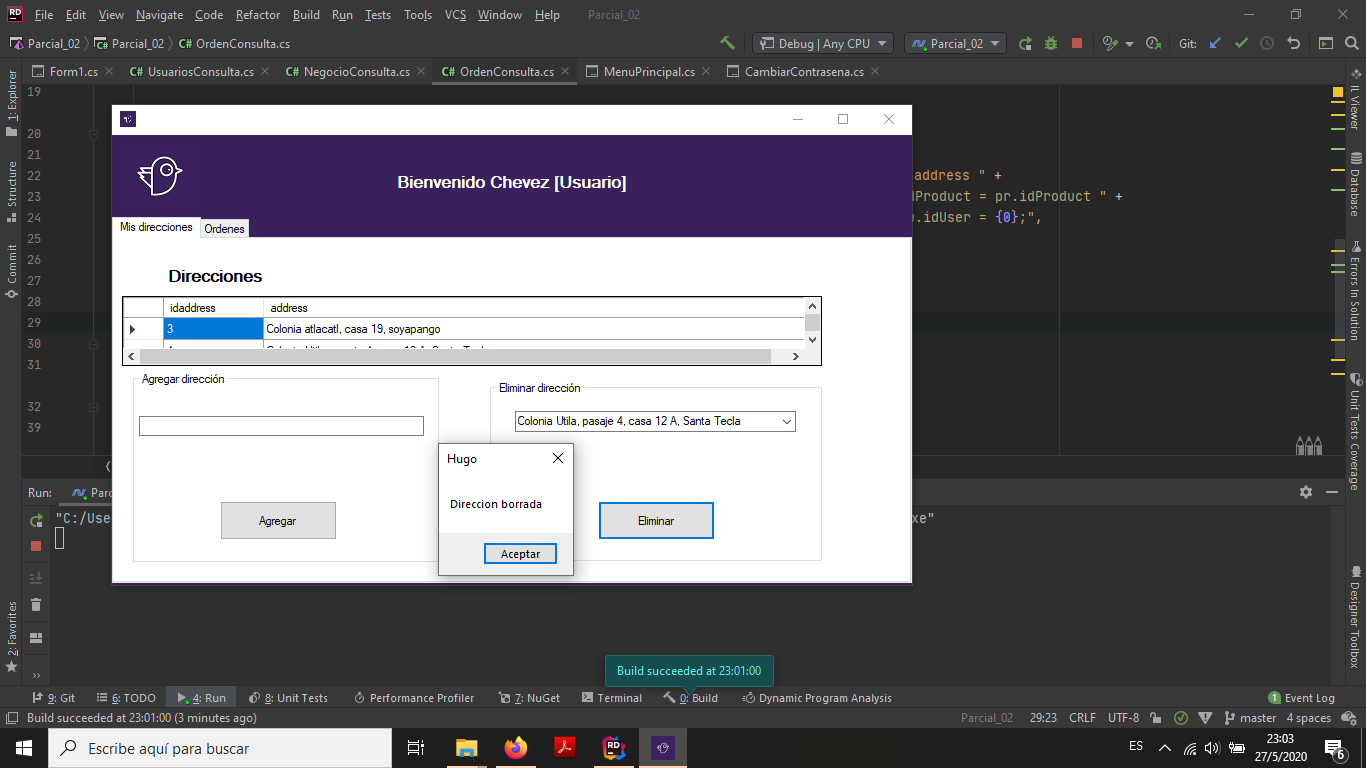 File Edit View Navigate Code Refactor Build Run Tests Tools VCS Window Help Parcial_02
Parcial_02 Parcial_02 C# OrdenConsulta.cs Debug | Any CPU Parcial_02 Git:
Form1.cs C# UsuariosConsulta.cs C# NegocioConsulta.cs C# OrdenConsulta.cs MenuPrincipal.cs CambiarContrasena.cs
1: Explorer
Structure
Commit
2: Favorites
19
20
21
22 address " +
23 dProduct = pr.idProduct " +
24 .idUser = {0};",
25
26
27
28
29
30
31
32
39
Bienvenido Chevez [Usuario]
Mis direcciones Ordenes
Direcciones
idaddress address
3 Colonia atlacatl, casa 19, soyapango
Agregar dirección
Eliminar dirección
Colonia Utila, pasaje 4, casa 12 A, Santa Tecla
Hugo
Direccion borrada
Aceptar
Agregar
Eliminar
IL Viewer
Database
Errors In Solution
Unit Tests Coverage
Designer Toolbox
Run: Parc
"C:/Use xe"
Build succeeded at 23:01:00
9: Git 6: TODO 4: Run 8: Unit Tests Performance Profiler 7: NuGet Terminal 0: Build Dynamic Program Analysis 1 Event Log
Build succeeded at 23:01:00 (3 minutes ago) Parcial_02 29:23 CRLF UTF-8 master 4 spaces
Escribe aquí para buscar
ES
23:03
27/5/2020
6